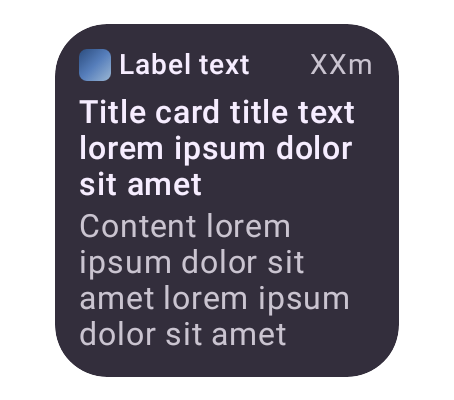 Label text XXm
Title card title text
lorem ipsum dolor
sit amet
Content lorem
ipsum dolor sit
amet lorem ipsum
dolor sit amet